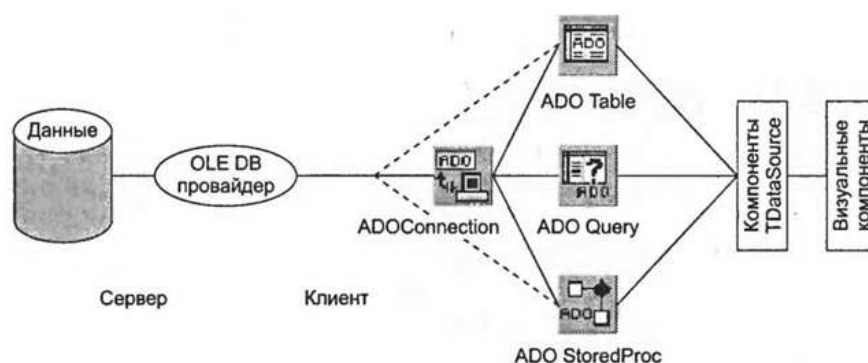 Данные
OLE DB
провайдер
ADO
ADOConnection
ADO
ADO Table
ADO
ADO Query
ADO
ADO StoredProc
Компоненты
TDataSource
Визуальные
компоненты
Сервер
Клиент